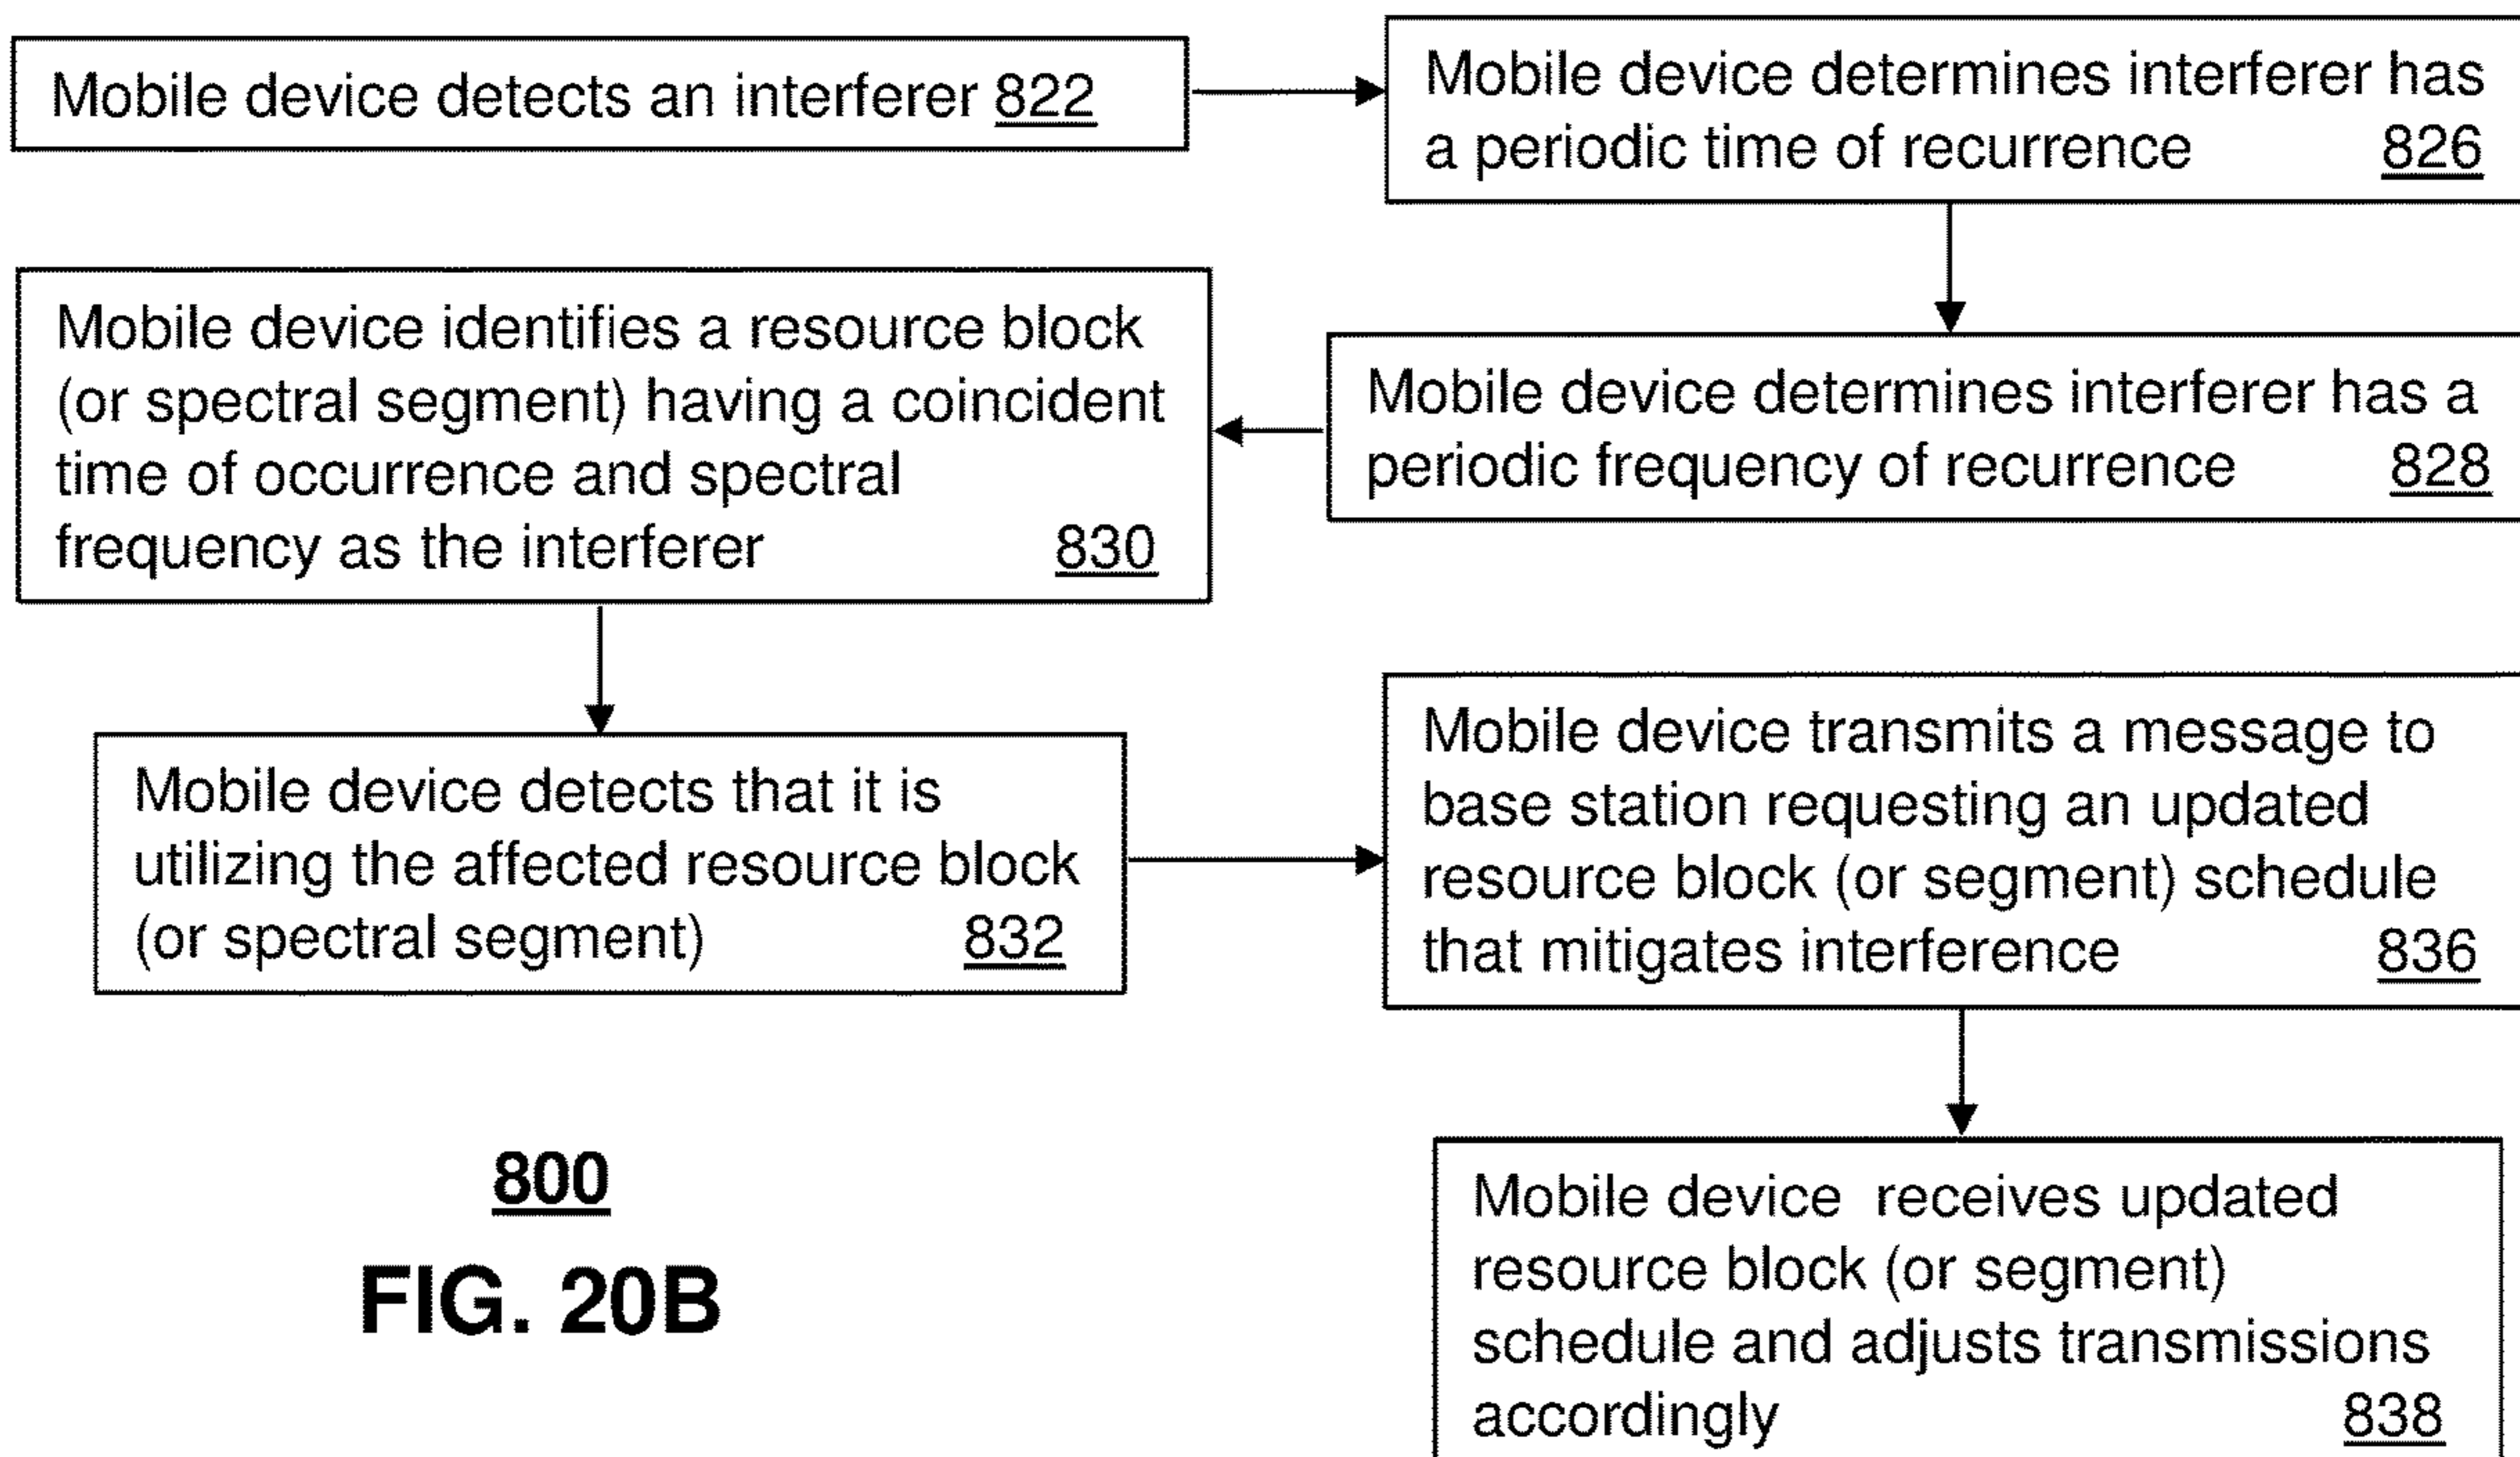 Mobile device detects an interferer 822
Mobile device determines interferer has
a periodic time of recurrence 826
Mobile device determines interferer has a
periodic frequency of recurrence 828
Mobile device identifies a resource block
(or spectral segment) having a coincident
time of occurrence and spectral
frequency as the interferer 830
Mobile device detects that it is
utilizing the affected resource block
(or spectral segment) 832
Mobile device transmits a message to
base station requesting an updated
resource block (or segment) schedule
that mitigates interference 836
Mobile device receives updated
resource block (or segment)
schedule and adjusts transmissions
accordingly 838
800
FIG. 20B